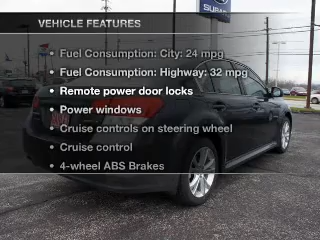 VEHICLE FEATURES
SUBAR
• Fuel Consumption: City: 24 mpg
• Fuel Consumption: Highway: 32 mpg
• Remote power door locks
• Power windows
• Cruise controls on steering wheel
• Cruise control
• 4-wheel ABS Brakes